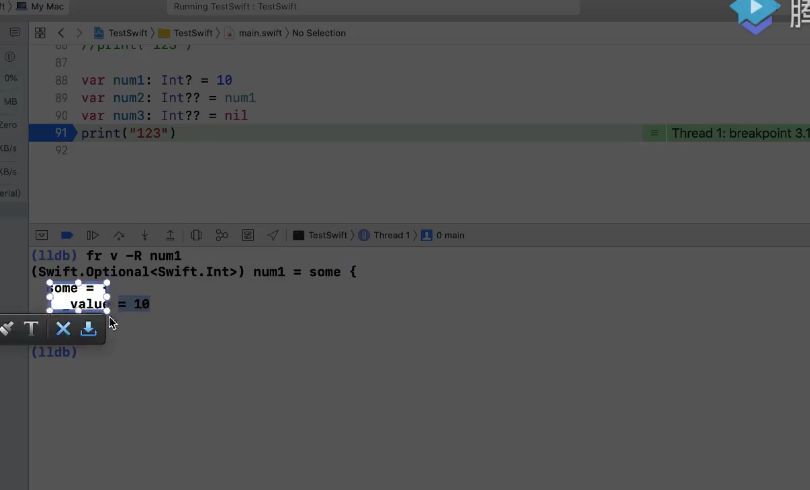 My Mac
Running TestSwift : TestSwift
TestSwift
TestSwift
main.swift
No Selection
//print("123")
87
88 var num1: Int? = 10
89 var num2: Int?? = num1
90 var num3: Int?? = nil
91 print("123")
Thread 1: breakpoint 3.1
92
0%
MB
Zero
KB/s
KB/s
TestSwift
Thread 1
0 main
(lldb) fr v -R num1
(Swift.Optional<Swift.Int>) num1 = some {
some = {
_value = 10
T
(lldb)